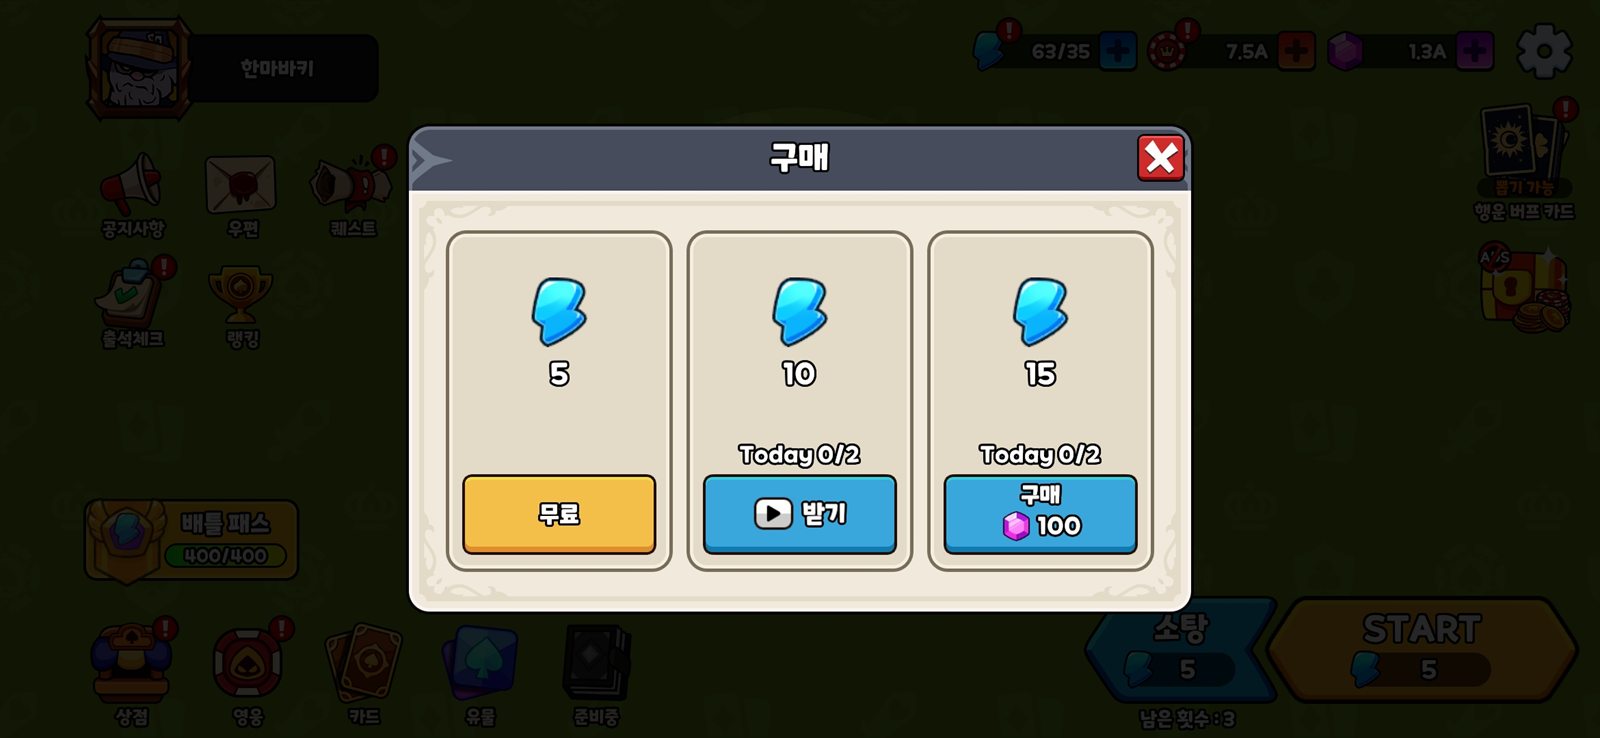 한마바키
63/35
7.5A
1.3A
공지사항
우편
퀘스트
출석체크
랭킹
뽑기 가능
행운 버프 카드
ADS
구매
5
무료
10
Today 0/2
받기
15
Today 0/2
구매
100
배틀 패스
400/400
상점
영웅
카드
유물
준비중
소탕
5
남은 횟수 : 3
START
5